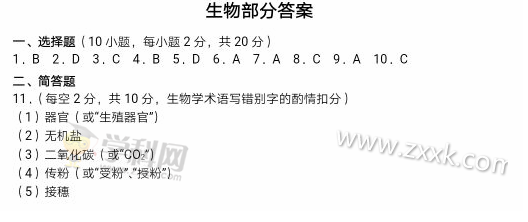 生物部分答案
一、选择题（10 小题，每小题 2 分，共 20 分）
1. B 2. D 3. C 4. B 5. D 6. A 7. A 8. C 9. A 10. C
二、简答题
11．（每空 2 分，共 10 分，生物学术语写错别字的酌情扣分）
（1）器官（或“生殖器官”）
（2）无机盐
（3）二氧化碳（或“CO₂”）
（4）传粉（或“受粉”、“授粉”）
（5）接穗
学科网
www.zxxk.com